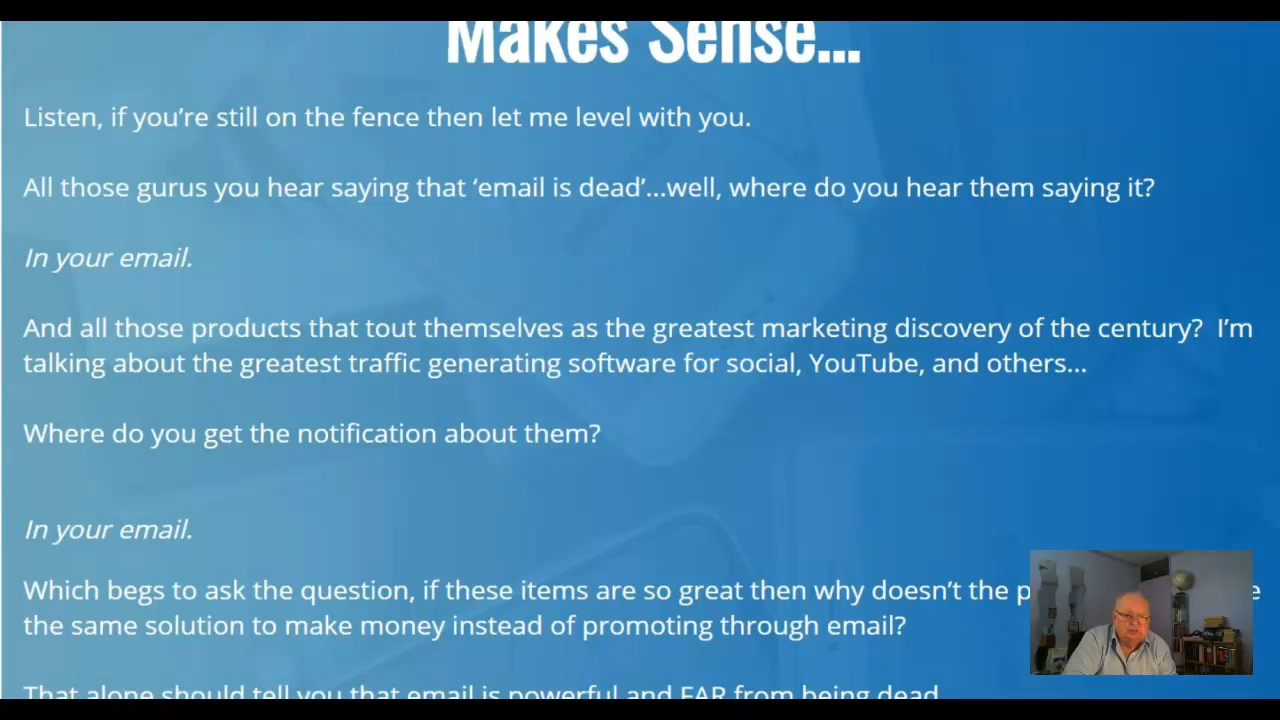 Makes Sense...
Listen, if you’re still on the fence then let me level with you.
All those gurus you hear saying that ‘email is dead’...well, where do you hear them saying it?
In your email.
And all those products that tout themselves as the greatest marketing discovery of the century?  I’m
talking about the greatest traffic generating software for social, YouTube, and others...
Where do you get the notification about them?
In your email.
Which begs to ask the question, if these items are so great then why doesn’t the
the same solution to make money instead of promoting through email?
That alone should tell you that email is powerful and FAR from being dead.